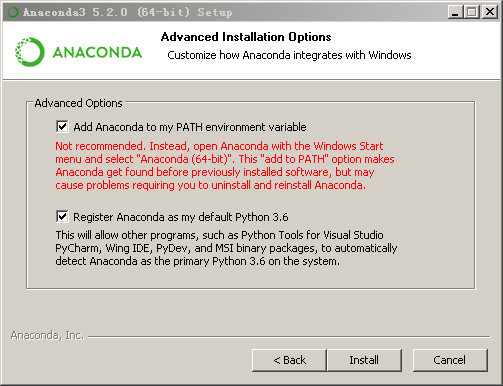 Anaconda3 5.2.0 (64-bit) Setup
ANACONDA
Advanced Installation Options
Customize how Anaconda integrates with Windows
Advanced Options
Add Anaconda to my PATH environment variable
Not recommended. Instead, open Anaconda with the Windows Start
menu and select "Anaconda (64-bit)". This "add to PATH" option makes
Anaconda get found before previously installed software, but may
cause problems requiring you to uninstall and reinstall Anaconda.
Register Anaconda as my default Python 3.6
This will allow other programs, such as Python Tools for Visual Studio
PyCharm, Wing IDE, PyDev, and MSI binary packages, to automatically
detect Anaconda as the primary Python 3.6 on the system.
Anaconda, Inc.
< Back
Install
Cancel